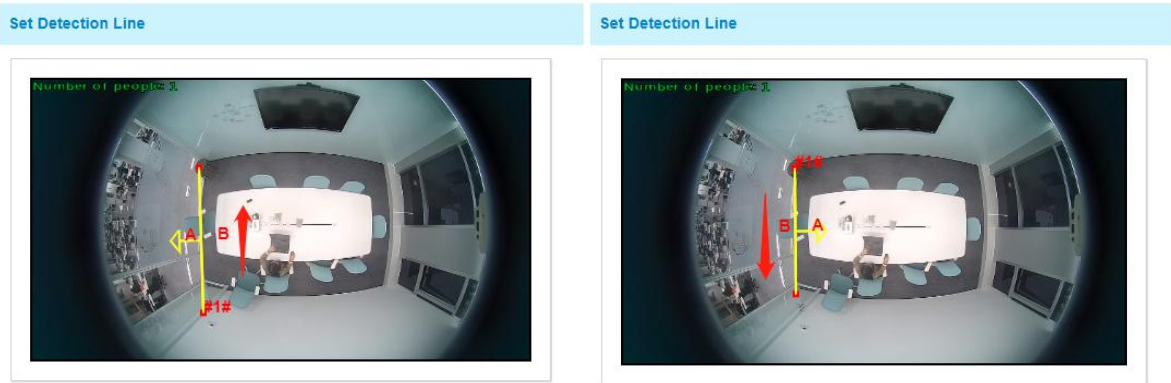 Set Detection Line
Number of people: 1
A B
#1#
Set Detection Line
Number of people: 1
#1#
B A